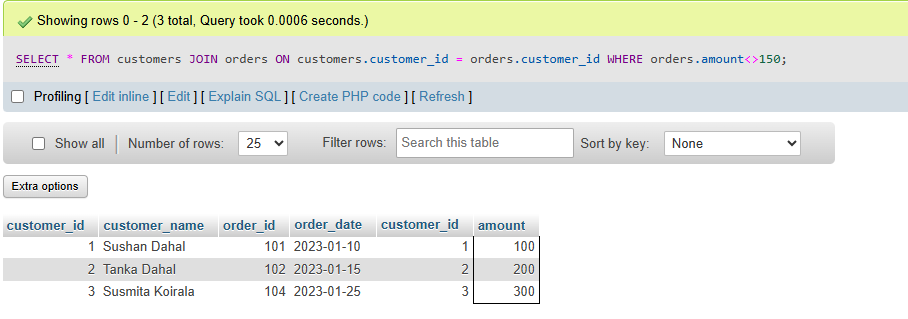 Showing rows 0 - 2 (3 total, Query took 0.0006 seconds.)
SELECT * FROM customers JOIN orders ON customers.customer_id = orders.customer_id WHERE orders.amount<>150;
Profiling [ Edit inline ] [ Edit ] [ Explain SQL ] [ Create PHP code ] [ Refresh ]
Show all Number of rows: 25 Filter rows: Search this table Sort by key: None
Extra options
customer_id customer_name order_id order_date customer_id amount
1 Sushan Dahal 101 2023-01-10 1 100
2 Tanka Dahal 102 2023-01-15 2 200
3 Susmita Koirala 104 2023-01-25 3 300